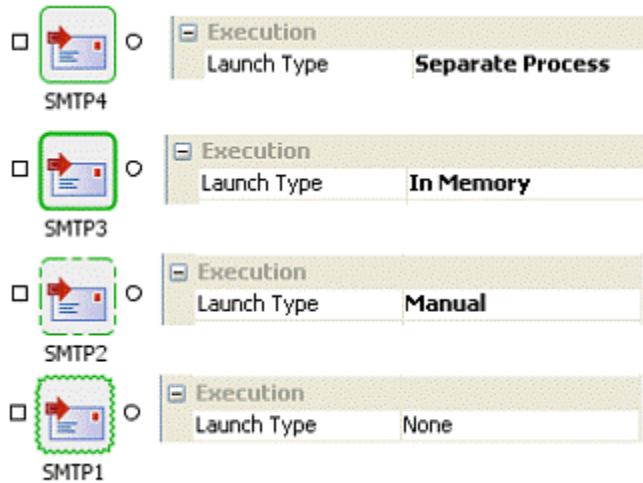 Execution
Launch Type Separate Process
SMTP4
Execution
Launch Type In Memory
SMTP3
Execution
Launch Type Manual
SMTP2
Execution
Launch Type None
SMTP1